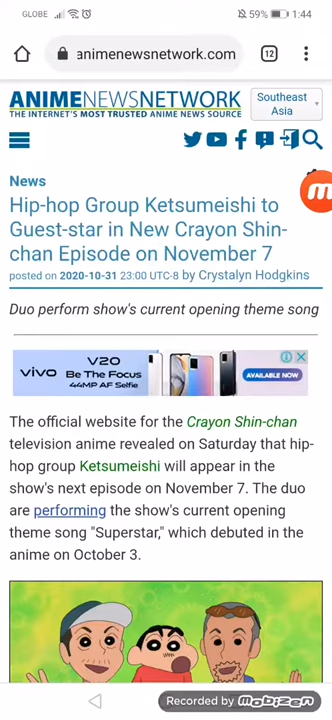 GLOBE 59% 1:44
animenewsnetwork.com 12
ANIMENEWSNETWORK
THE INTERNET'S MOST TRUSTED ANIME NEWS SOURCE
Southeast
Asia
News
Hip-hop Group Ketsumeishi to
Guest-star in New Crayon Shin-
chan Episode on November 7
posted on 2020-10-31 23:00 UTC-8 by Crystalyn Hodgkins
Duo perform show's current opening theme song
vivo V20
Be The Focus
44MP AF Selfie
AVAILABLE NOW
The official website for the Crayon Shin-chan
television anime revealed on Saturday that hip-
hop group Ketsumeishi will appear in the
show's next episode on November 7. The duo
are performing the show's current opening
theme song "Superstar," which debuted in the
anime on October 3.
Recorded by mobizen